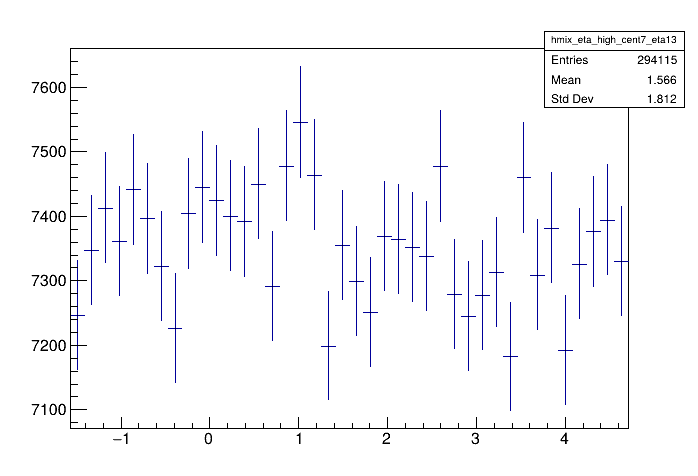 hmix_eta_high_cent7_eta13
Entries 294115
Mean 1.566
Std Dev 1.812
7600
7500
7400
7300
7200
7100
−1 0 1 2 3 4